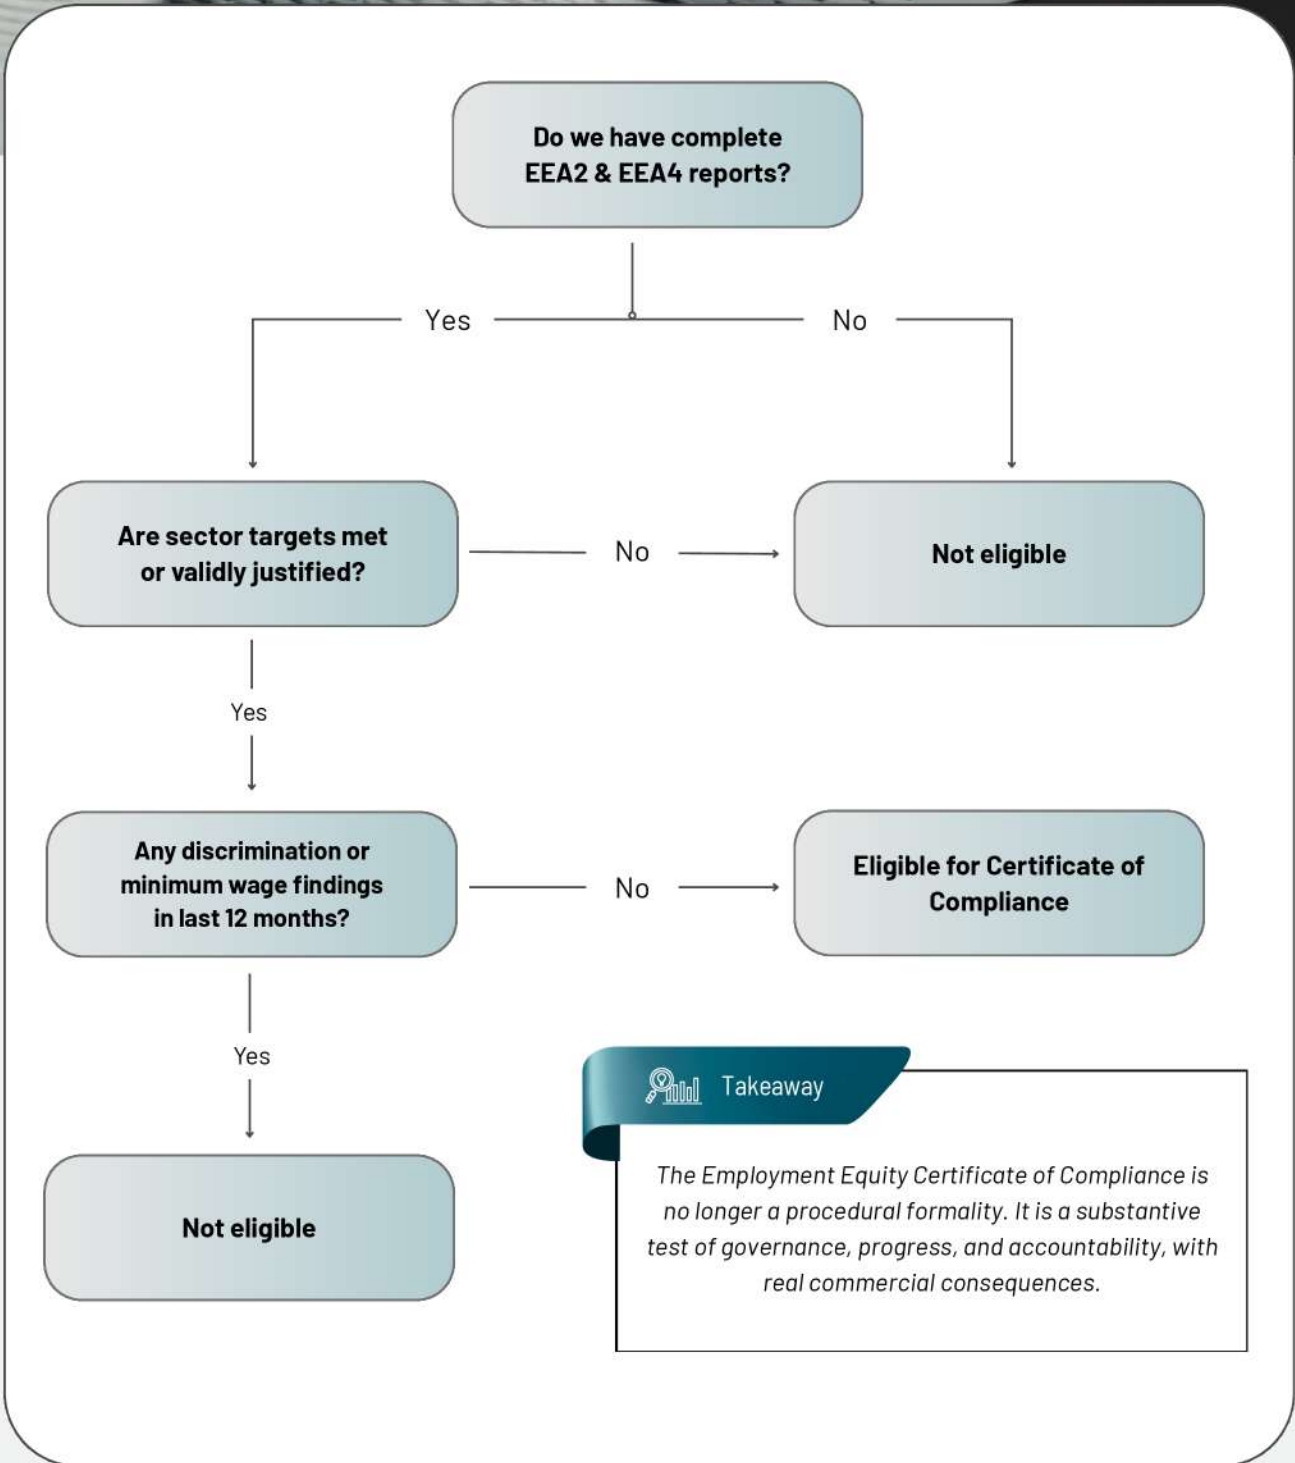 Do we have complete
EEA2 & EEA4 reports?
Yes
No
Are sector targets met
or validly justified?
No
Not eligible
Yes
Any discrimination or
minimum wage findings
in last 12 months?
No
Eligible for Certificate of
Compliance
Yes
Not eligible
Takeaway
The Employment Equity Certificate of Compliance is
no longer a procedural formality. It is a substantive
test of governance, progress, and accountability, with
real commercial consequences.